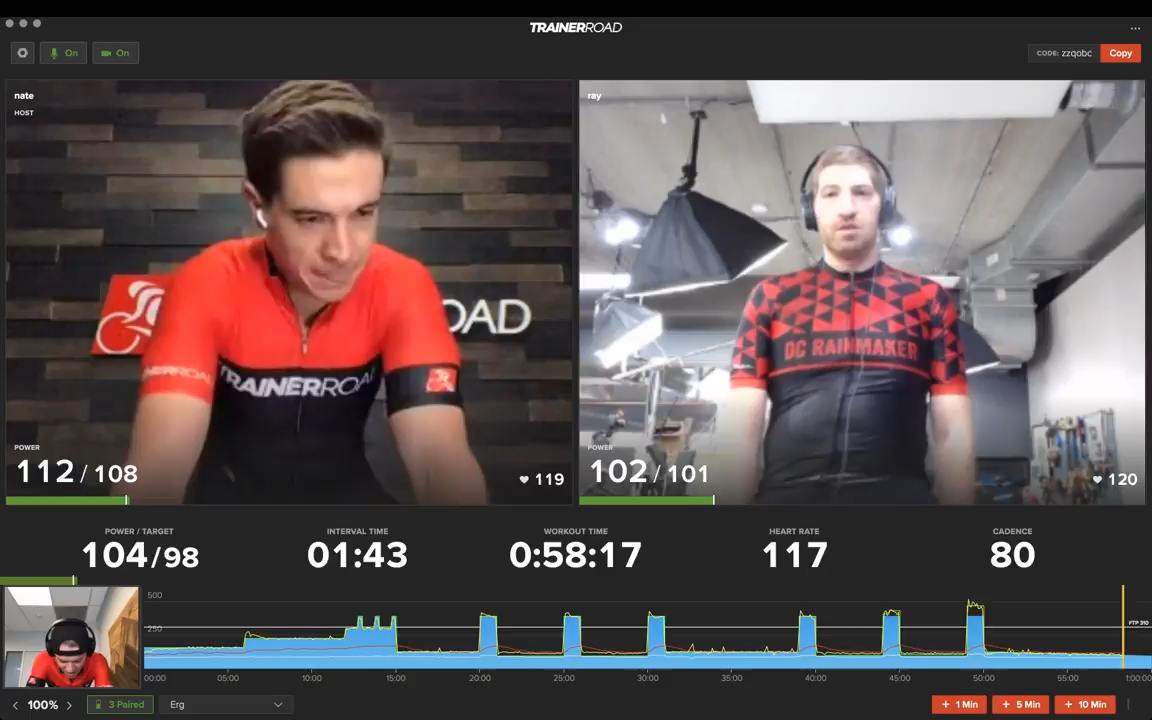 TRAINERROAD
On
On
CODE: zzqobc
Copy
nate
HOST
ray
OAD
TRAINERROAD
DC RAINMAKER
POWER
112 / 108
119
POWER
102 / 101
120
POWER / TARGET
104/98
INTERVAL TIME
01:43
WORKOUT TIME
0:58:17
HEART RATE
117
CADENCE
80
500
250
FTP 310
00:00
05:00
10:00
15:00
20:00
25:00
30:00
35:00
40:00
45:00
50:00
55:00
1:00:00
100%
3 Paired
Erg
+ 1 Min
+ 5 Min
+ 10 Min